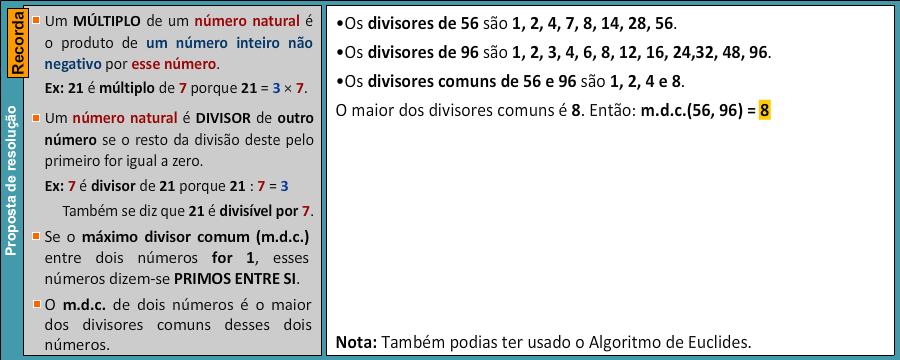 Recorda
Proposta de resolução
Um MÚLTIPLO de um número natural é
o produto de um número inteiro não
negativo por esse número.
Ex: 21 é múltiplo de 7 porque 21 = 3 × 7.
Um número natural é DIVISOR de outro
número se o resto da divisão deste pelo
primeiro for igual a zero.
Ex: 7 é divisor de 21 porque 21 : 7 = 3
Também se diz que 21 é divisível por 7.
Se o máximo divisor comum (m.d.c.)
entre dois números for 1, esses
números dizem-se PRIMOS ENTRE SI.
O m.d.c. de dois números é o maior
dos divisores comuns desses dois
números.
•Os divisores de 56 são 1, 2, 4, 7, 8, 14, 28, 56.
•Os divisores de 96 são 1, 2, 3, 4, 6, 8, 12, 16, 24,32, 48, 96.
•Os divisores comuns de 56 e 96 são 1, 2, 4 e 8.
O maior dos divisores comuns é 8. Então: m.d.c.(56, 96) = 8
Nota: Também podias ter usado o Algoritmo de Euclides.